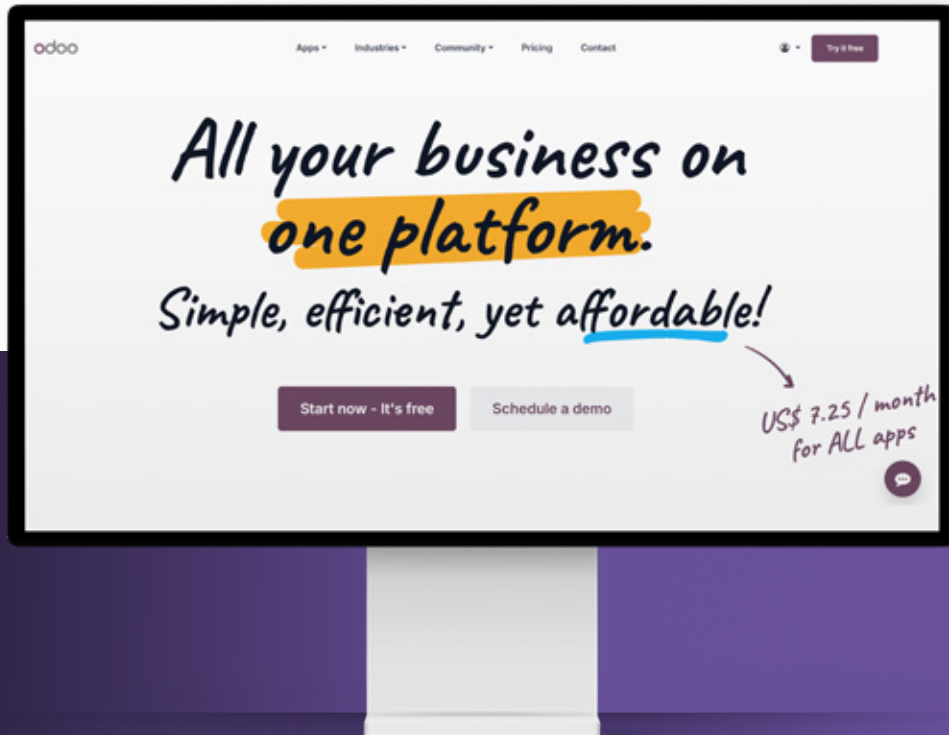 odoo
Apps Industries Community Pricing Contact
Try it free
All your business on
one platform.
Simple, efficient, yet affordable!
Start now - It's free
Schedule a demo
US$ 7.25 / month
for ALL apps